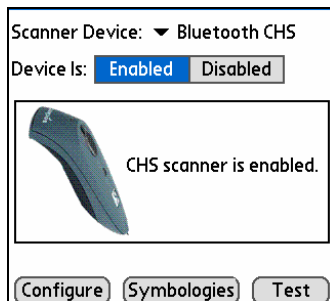 Scanner Device: Bluetooth CHS
Device Is: Enabled Disabled
CHS scanner is enabled.
Configure Symbologies Test